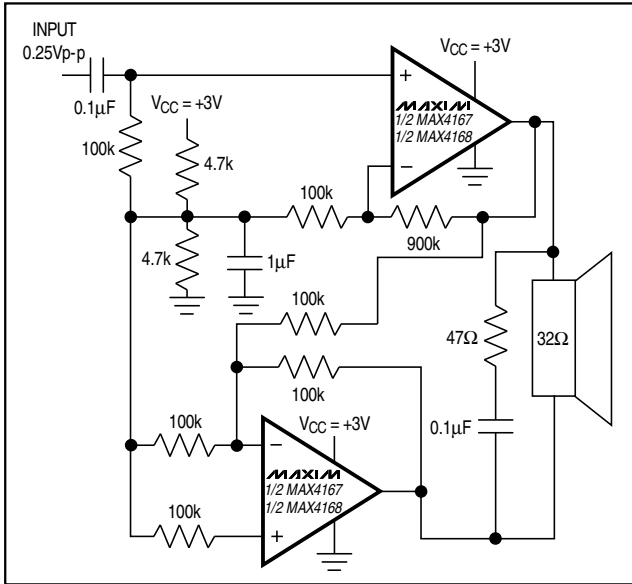 INPUT
0.25Vp-p
0.1µF
VCC = +3V
100k
4.7k
4.7k
1µF
100k
900k
VCC = +3V
+
MAXIM
1/2 MAX4167
1/2 MAX4168
−
100k
100k
47Ω
32Ω
0.1µF
100k
VCC = +3V
−
MAXIM
1/2 MAX4167
1/2 MAX4168
+
100k